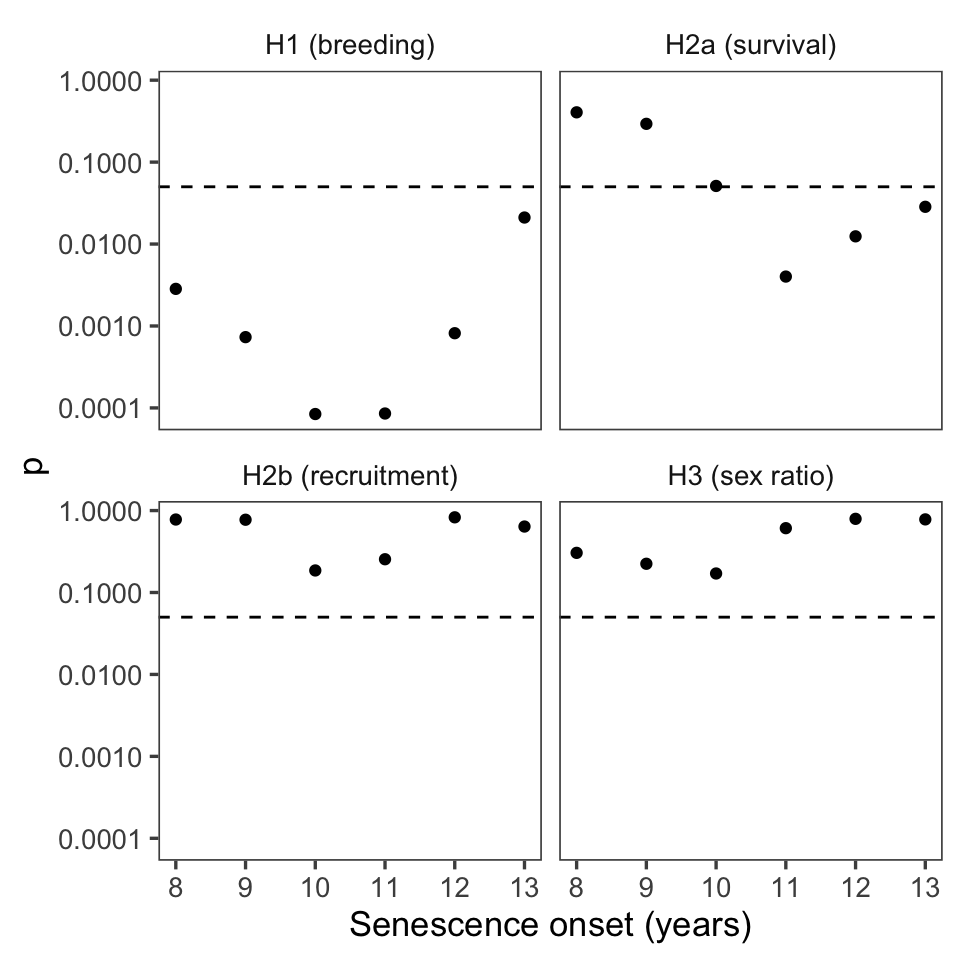 H1 (breeding)
H2a (survival)
1.0000
0.1000
0.0100
0.0010
0.0001
p
H2b (recruitment)
H3 (sex ratio)
1.0000
0.1000
0.0100
0.0010
0.0001
8 9 10 11 12 13
8 9 10 11 12 13
Senescence onset (years)